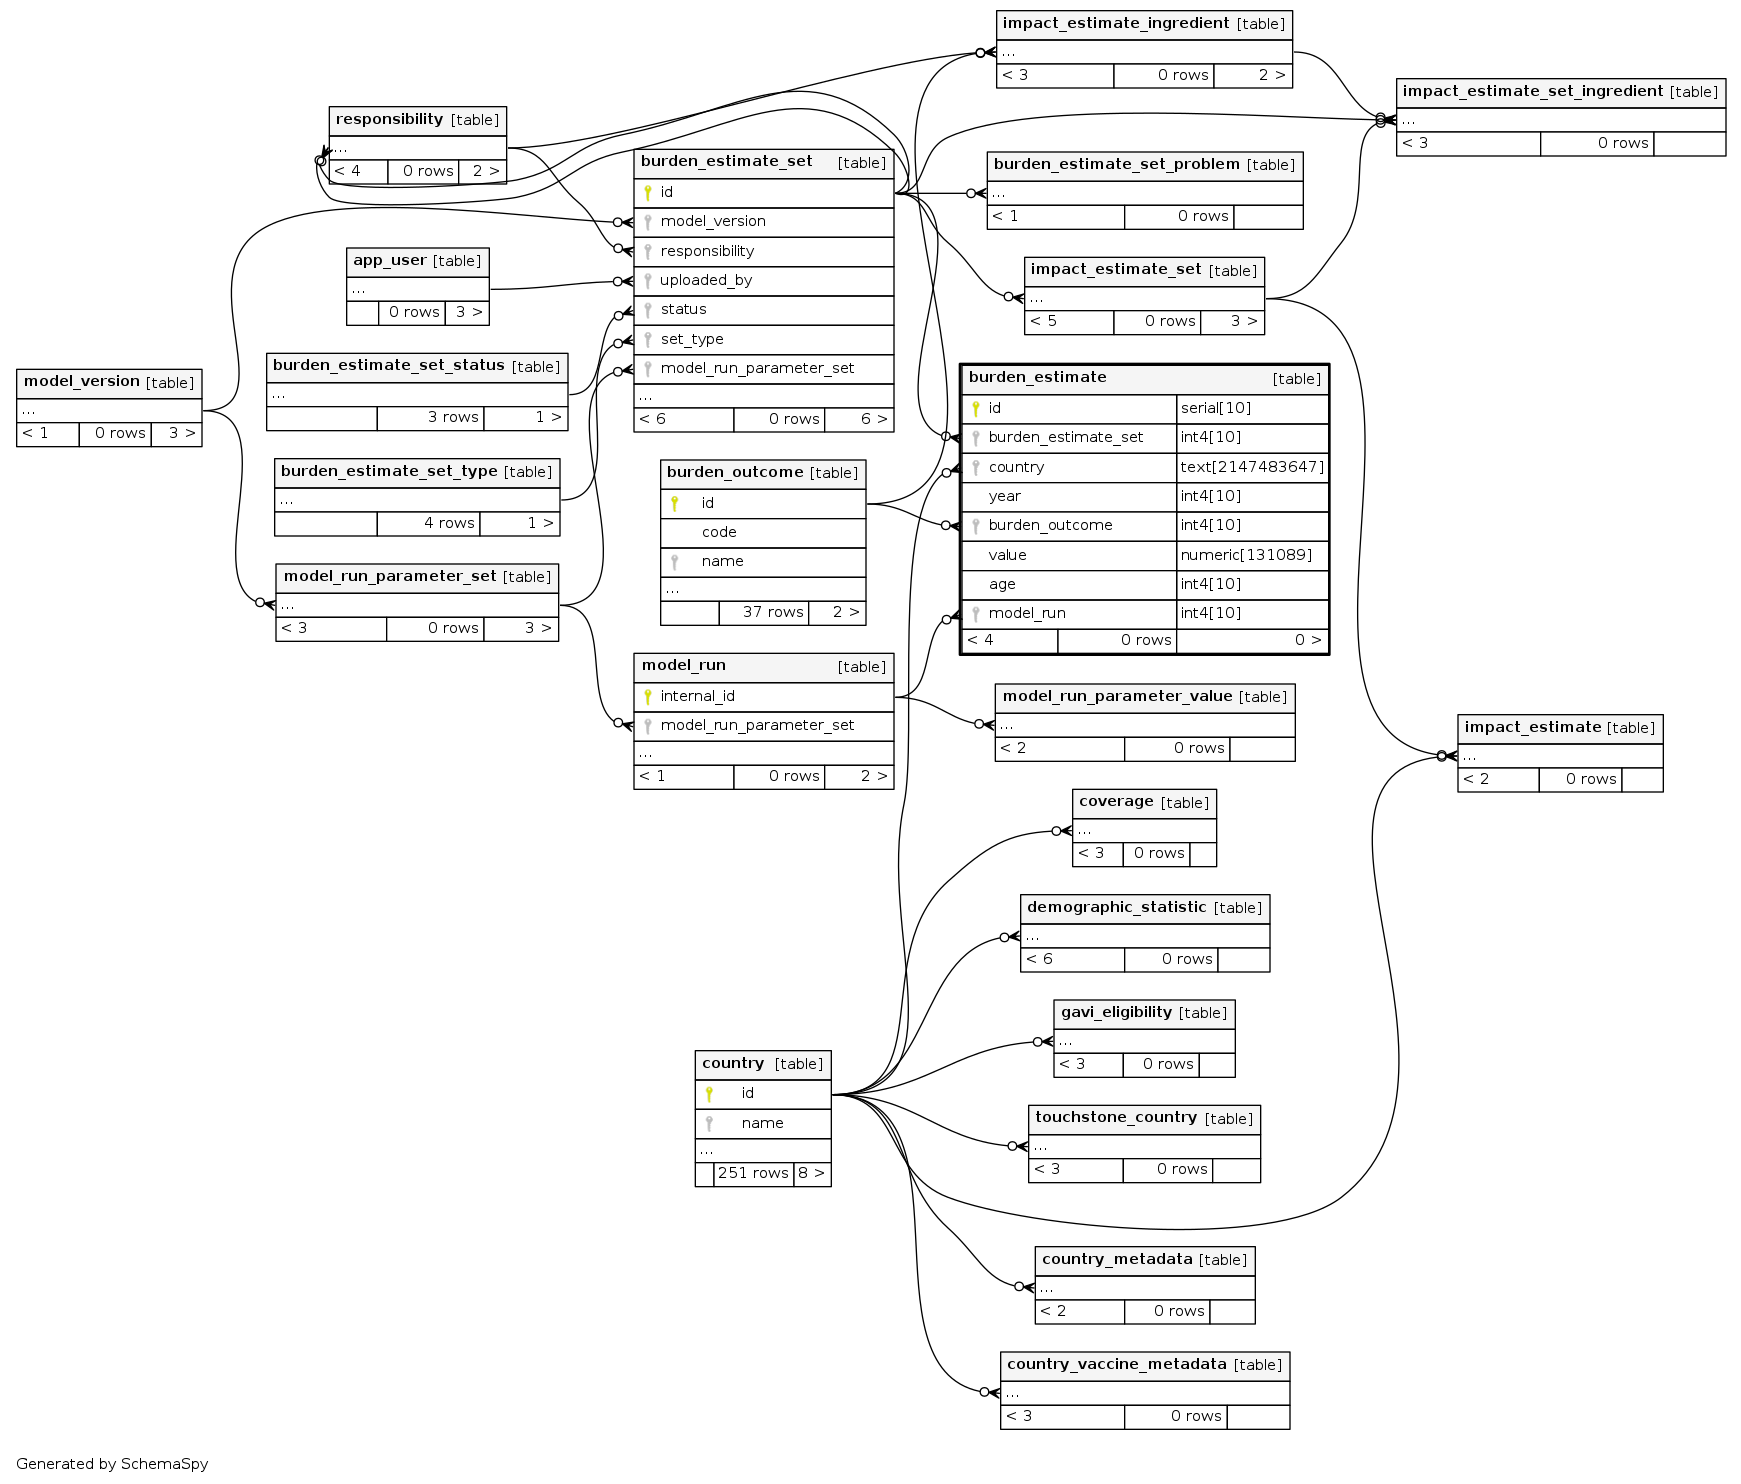 impact_estimate_ingredient [table]
...
< 3 0 rows 2 >
impact_estimate_set_ingredient [table]
...
< 3 0 rows
responsibility [table]
...
< 4 0 rows 2 >
burden_estimate_set [table]
id
model_version
responsibility
uploaded_by
status
set_type
model_run_parameter_set
...
< 6 0 rows 6 >
burden_estimate_set_problem [table]
...
< 1 0 rows
app_user [table]
...
0 rows 3 >
impact_estimate_set [table]
...
< 5 0 rows 3 >
burden_estimate_set_status [table]
...
3 rows 1 >
model_version [table]
...
< 1 0 rows 3 >
burden_estimate [table]
id serial[10]
burden_estimate_set int4[10]
country text[2147483647]
year int4[10]
burden_outcome int4[10]
value numeric[131089]
age int4[10]
model_run int4[10]
< 4 0 rows 0 >
burden_estimate_set_type [table]
...
4 rows 1 >
burden_outcome [table]
id
code
name
...
37 rows 2 >
model_run_parameter_set [table]
...
< 3 0 rows 3 >
model_run [table]
internal_id
model_run_parameter_set
...
< 1 0 rows 2 >
model_run_parameter_value [table]
...
< 2 0 rows
impact_estimate [table]
...
< 2 0 rows
coverage [table]
...
< 3 0 rows
demographic_statistic [table]
...
< 6 0 rows
gavi_eligibility [table]
...
< 3 0 rows
country [table]
id
name
...
251 rows 8 >
touchstone_country [table]
...
< 3 0 rows
country_metadata [table]
...
< 2 0 rows
country_vaccine_metadata [table]
...
< 3 0 rows
Generated by SchemaSpy